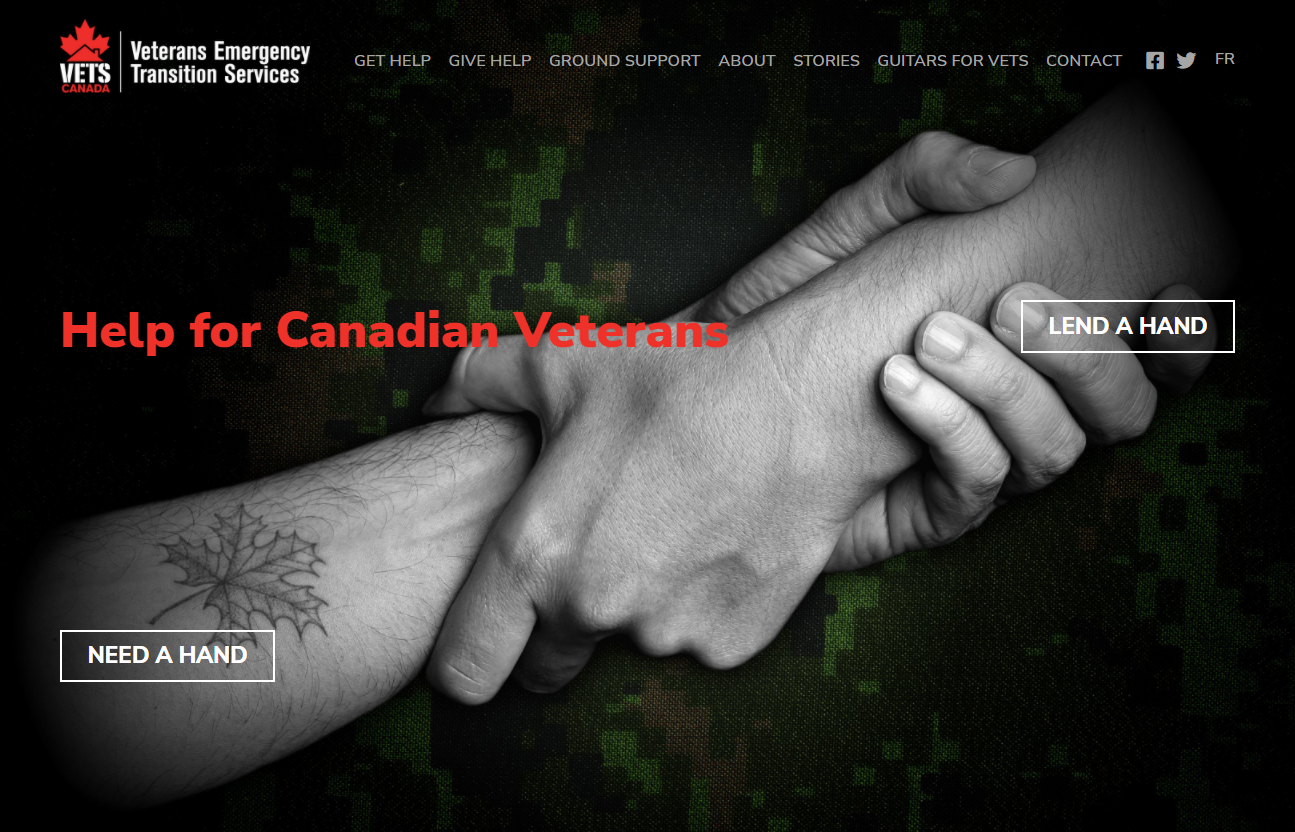 VETS
CANADA
Veterans Emergency
Transition Services
GET HELP GIVE HELP GROUND SUPPORT ABOUT STORIES GUITARS FOR VETS CONTACT FR
Help for Canadian Veterans
LEND A HAND
NEED A HAND